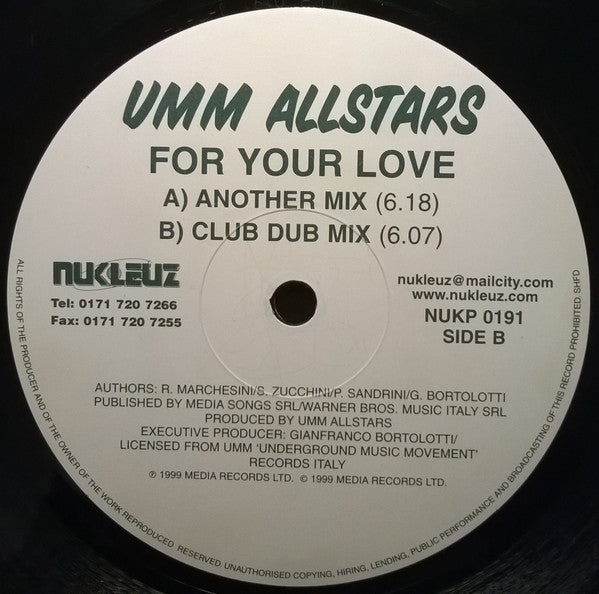 UMM ALLSTARS
FOR YOUR LOVE
A) ANOTHER MIX (6.18)
B) CLUB DUB MIX (6.07)
NUKLEUZ
Tel: 0171 720 7266
Fax: 0171 720 7255
nukleuz@mailcity.com
www.nukleuz.com
NUKP 0191
SIDE B
AUTHORS: R. MARCHESINI/S. ZUCCHINI/P. SANDRINI/G. BORTOLOTTI
PUBLISHED BY MEDIA SONGS SRL/WARNER BROS. MUSIC ITALY SRL
PRODUCED BY UMM ALLSTARS
EXECUTIVE PRODUCER: GIANFRANCO BORTOLOTTI/
LICENSED FROM UMM 'UNDERGROUND MUSIC MOVEMENT'
RECORDS ITALY
℗ 1999 MEDIA RECORDS LTD. © 1999 MEDIA RECORDS LTD.
ALL RIGHTS OF THE PRODUCER AND OF THE OWNER OF THE WORK REPRODUCED RESERVED. UNAUTHORISED COPYING, HIRING, LENDING, PUBLIC PERFORMANCE AND BROADCASTING OF THIS RECORD PROHIBITED. SHFD